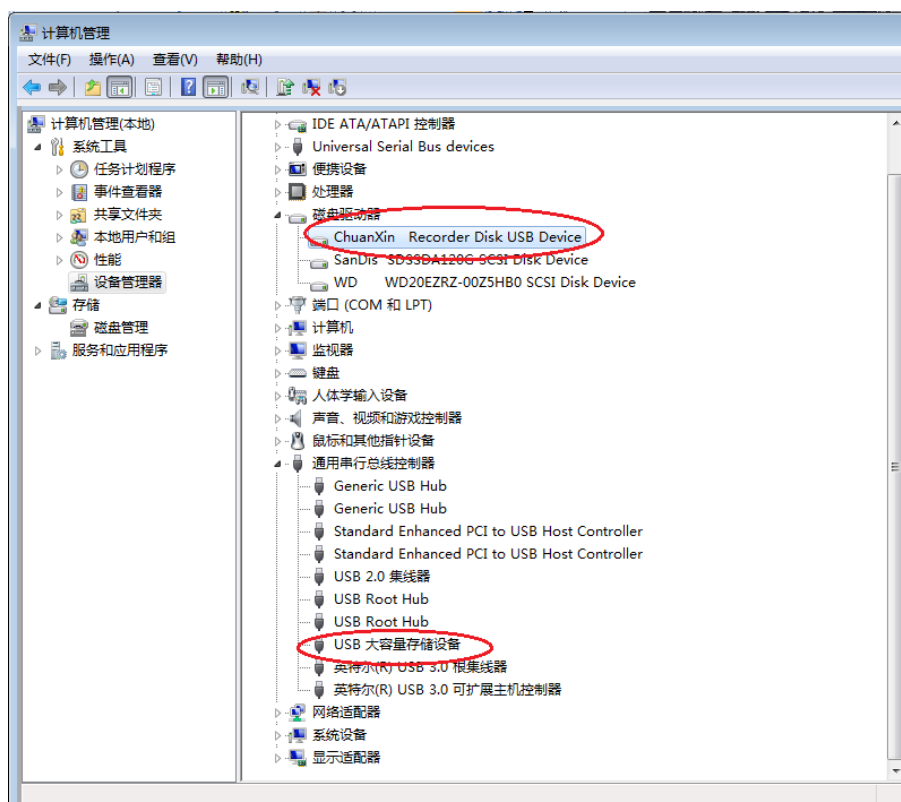 计算机管理
文件(F) 操作(A) 查看(V) 帮助(H)
计算机管理(本地)
系统工具
任务计划程序
事件查看器
共享文件夹
本地用户和组
性能
设备管理器
存储
磁盘管理
服务和应用程序
IDE ATA/ATAPI 控制器
Universal Serial Bus devices
便携设备
处理器
磁盘驱动器
ChuanXin Recorder Disk USB Device
SanDis SDSSDA120G SCSI Disk Device
WD WD20EZRZ-00Z5HB0 SCSI Disk Device
端口 (COM 和 LPT)
计算机
监视器
键盘
人体学输入设备
声音、视频和游戏控制器
鼠标和其他指针设备
通用串行总线控制器
Generic USB Hub
Generic USB Hub
Standard Enhanced PCI to USB Host Controller
Standard Enhanced PCI to USB Host Controller
USB 2.0 集线器
USB Root Hub
USB Root Hub
USB 大容量存储设备
英特尔(R) USB 3.0 根集线器
英特尔(R) USB 3.0 可扩展主机控制器
网络适配器
系统设备
显示适配器